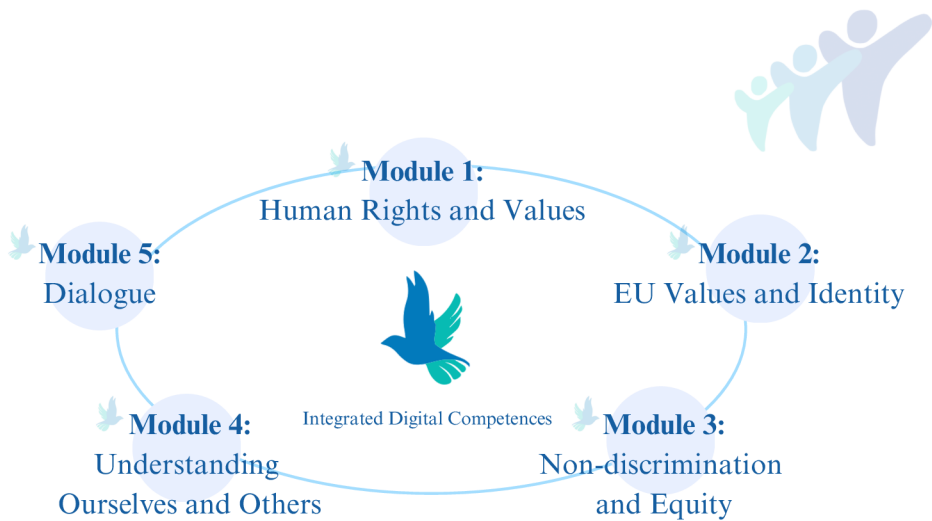 Module 1:
Human Rights and Values
Module 2:
EU Values and Identity
Module 3:
Non-discrimination
and Equity
Module 4:
Understanding
Ourselves and Others
Module 5:
Dialogue
Integrated Digital Competences